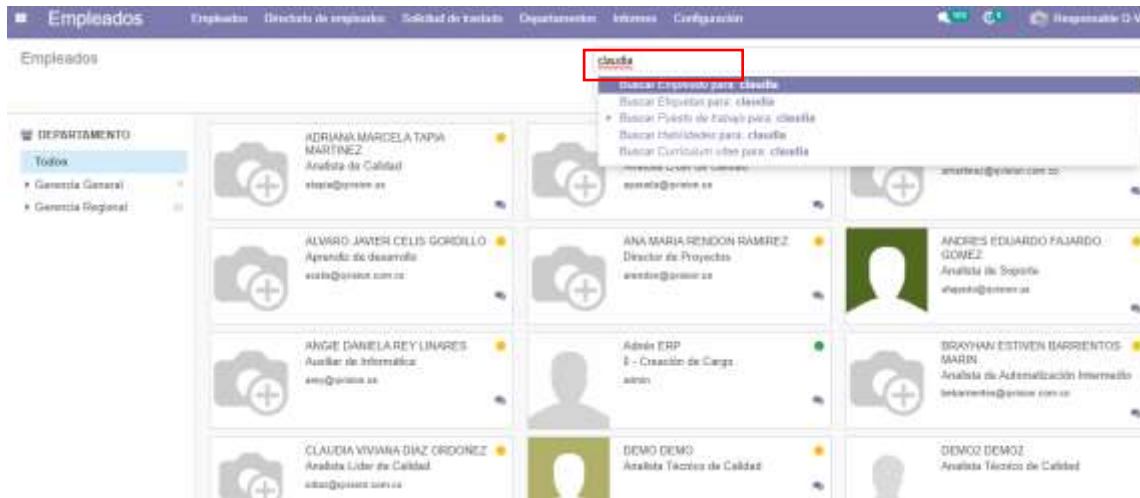 Empleados
Empleados Directorio de empleados Solicitud de traslado Departamentos Informes Configuración
Responsable
Empleados
claudia
Buscar Empleado para: claudia
Buscar Etiquetas para: claudia
Buscar Puesto de trabajo para: claudia
Buscar Habilidades para: claudia
Buscar Curriculum vitae para: claudia
DEPARTAMENTO
Todos
Gerencia General
Gerencia Regional
ADRIANA MARCELA TAPIA
MARTINEZ
Analista de Calidad
ALVARO JAVIER CELIS GORDILLO
Aprendiz de desarrollo
ANA MARIA RENDON RAMIREZ
Director de Proyectos
ANDRES EDUARDO FAJARDO
GOMEZ
Analista de Soporte
ANGIE DANIELA REY LINARES
Auxiliar de Informática
Admin ERP
- Creación de Cargo
admin
BRAYHAN ESTIVEN BARRIENTOS
MARIN
Analista de Automatización Intermedio
CLAUDIA VIVIANA DIAZ ORDOÑEZ
Analista Lider de Calidad
DEMO DEMO
Analista Técnico de Calidad
DEMO2 DEMO2
Analista Técnico de Calidad